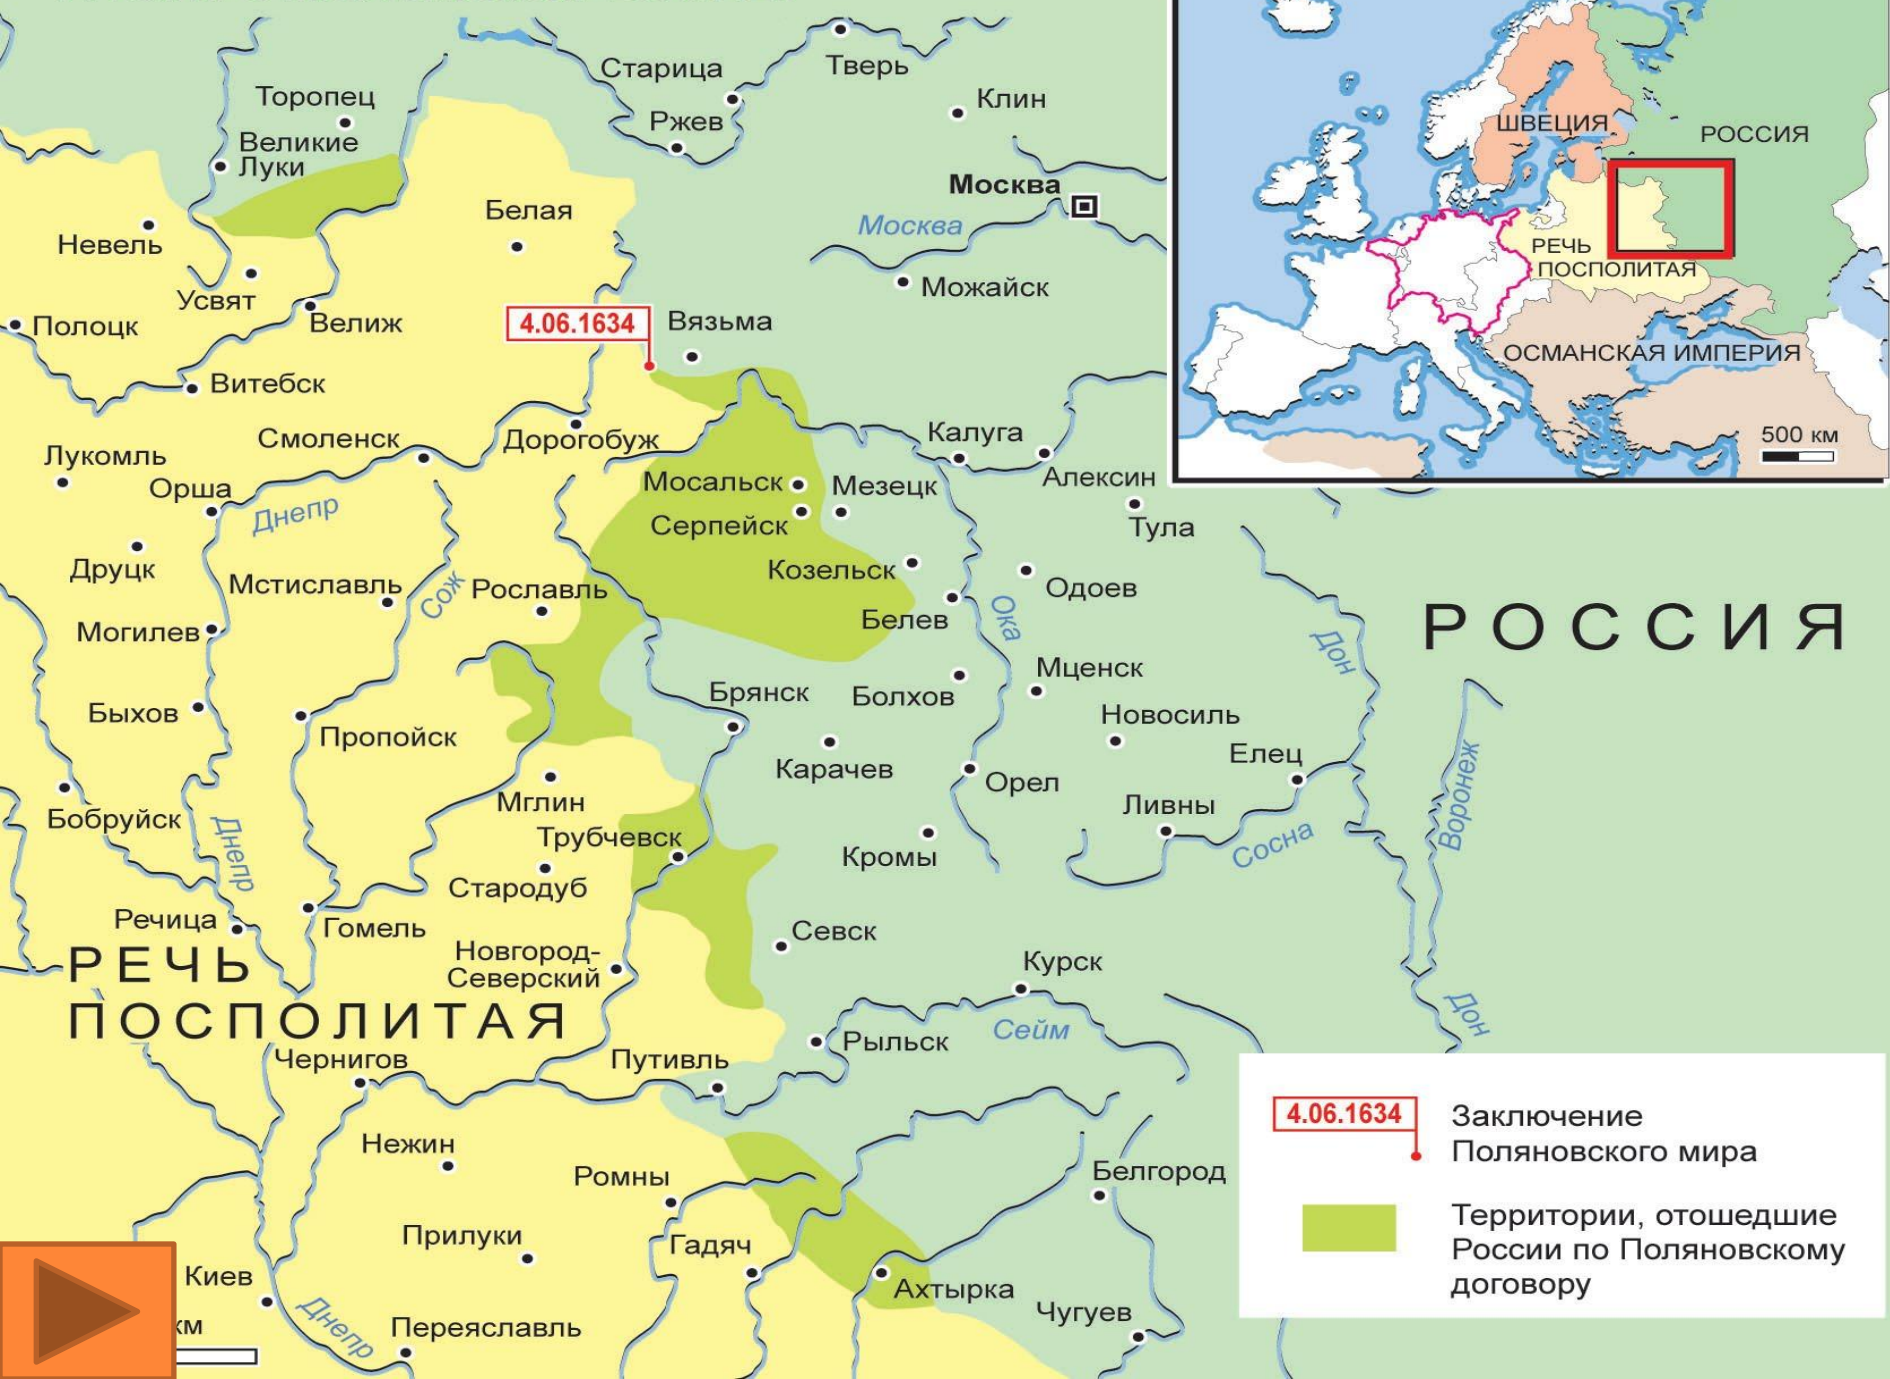 Старица
Тверь
Торопец
Клин
Ржев
Великие
Луки
Москва
Белая
Москва
Невель
Можайск
Усвят
Велиж
Полоцк
4.06.1634
Вязьма
Витебск
Смоленск
Дорогобуж
Калуга
Лукомль
Орша
Мосальск
Мезецк
Алексин
Днепр
Серпейск
Тула
Друцк
Мстиславль
Сож
Рославль
Козельск
Одоев
Могилев
Белев
Ока
Дон
РОССИЯ
Мценск
Быхов
Брянск
Болхов
Пропойск
Новосиль
Карачев
Орел
Елец
Воронеж
Бобруйск
Мглин
Ливны
Днепр
Трубчевск
Кромы
Сосна
Стародуб
Речица
Гомель
Севск
РЕЧЬ
ПОСПОЛИТАЯ
Новгород-
Северский
Курск
Дон
Чернигов
Путивль
Рыльск
Сейм
Нежин
Ромны
Белгород
Прилуки
Гадяч
Киев
Ахтырка
Чугуев
Днепр
Переяславль
км
ШВЕЦИЯ
РОССИЯ
РЕЧЬ
ПОСПОЛИТАЯ
ОСМАНСКАЯ ИМПЕРИЯ
500 км
4.06.1634
Заключение
Поляновского мира
Территории, отошедшие
России по Поляновскому
договору